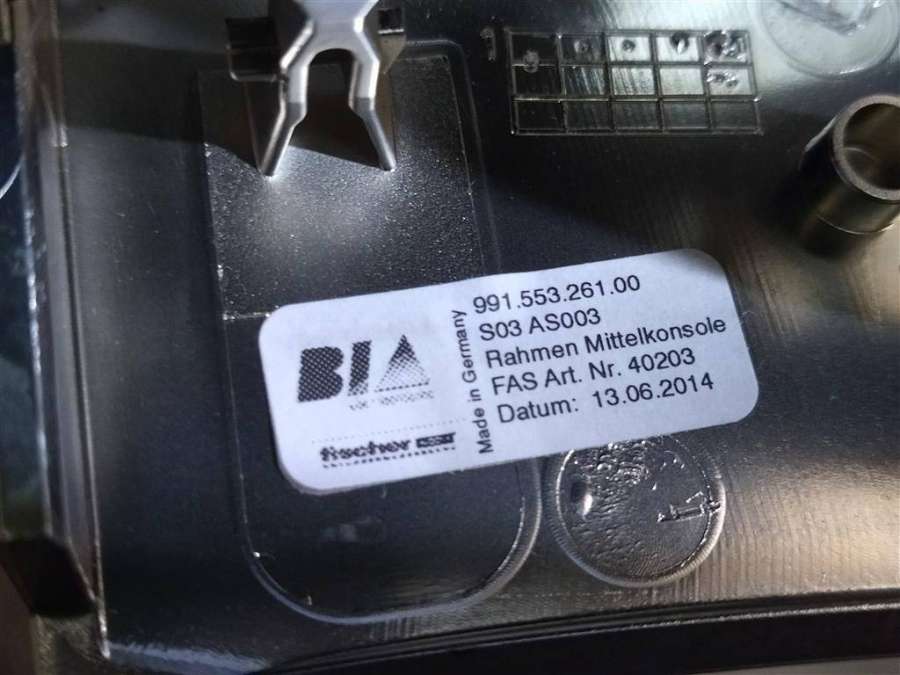 BIA
fischer
Made in Germany
991.553.261.00
S03 AS003
Rahmen Mittelkonsole
FAS Art. Nr. 40203
Datum: 13.06.2014